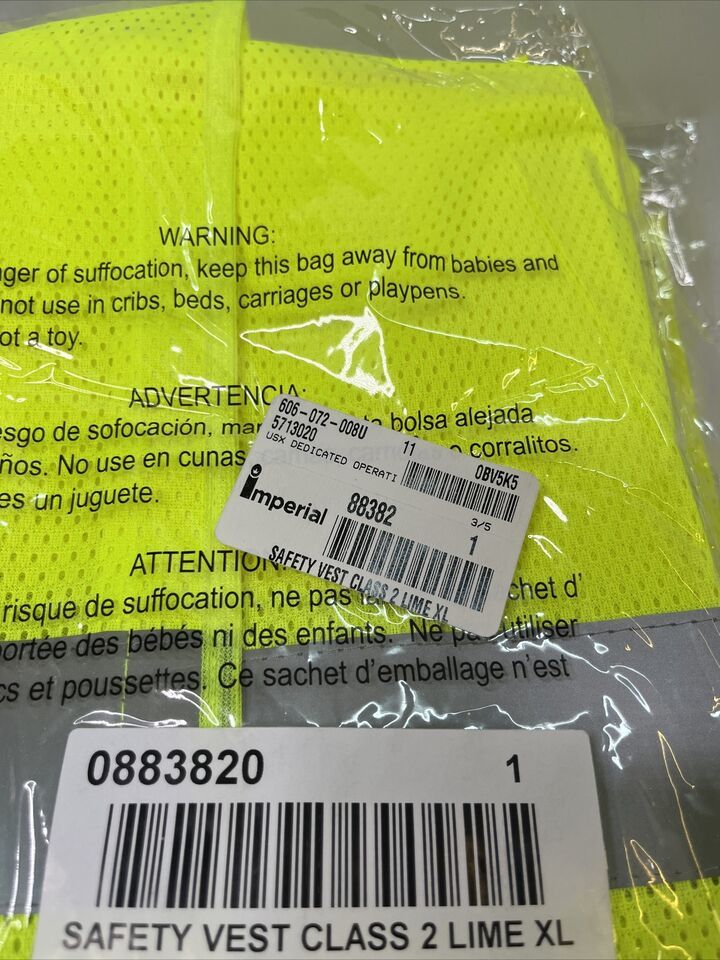 WARNING:
nger of suffocation, keep this bag away from babies and
not use in cribs, beds, carriages or playpens.
ot a toy.
ADVERTENCIA:
esgo de sofocación, bolsa alejada
ños. No use en cunas corralitos.
es un juguete.
606-072-008U
5713020 11
USX DEDICATED OPERATI 0BV5K5
imperial 88382 3/5
1
SAFETY VEST CLASS 2 LIME XL
ATTENTION:
risque de suffocation, ne pas sachet d'
portée des bébés ni des enfants. Ne pas utiliser
cs et poussettes. Ce sachet d'emballage n'est
0883820 1
SAFETY VEST CLASS 2 LIME XL